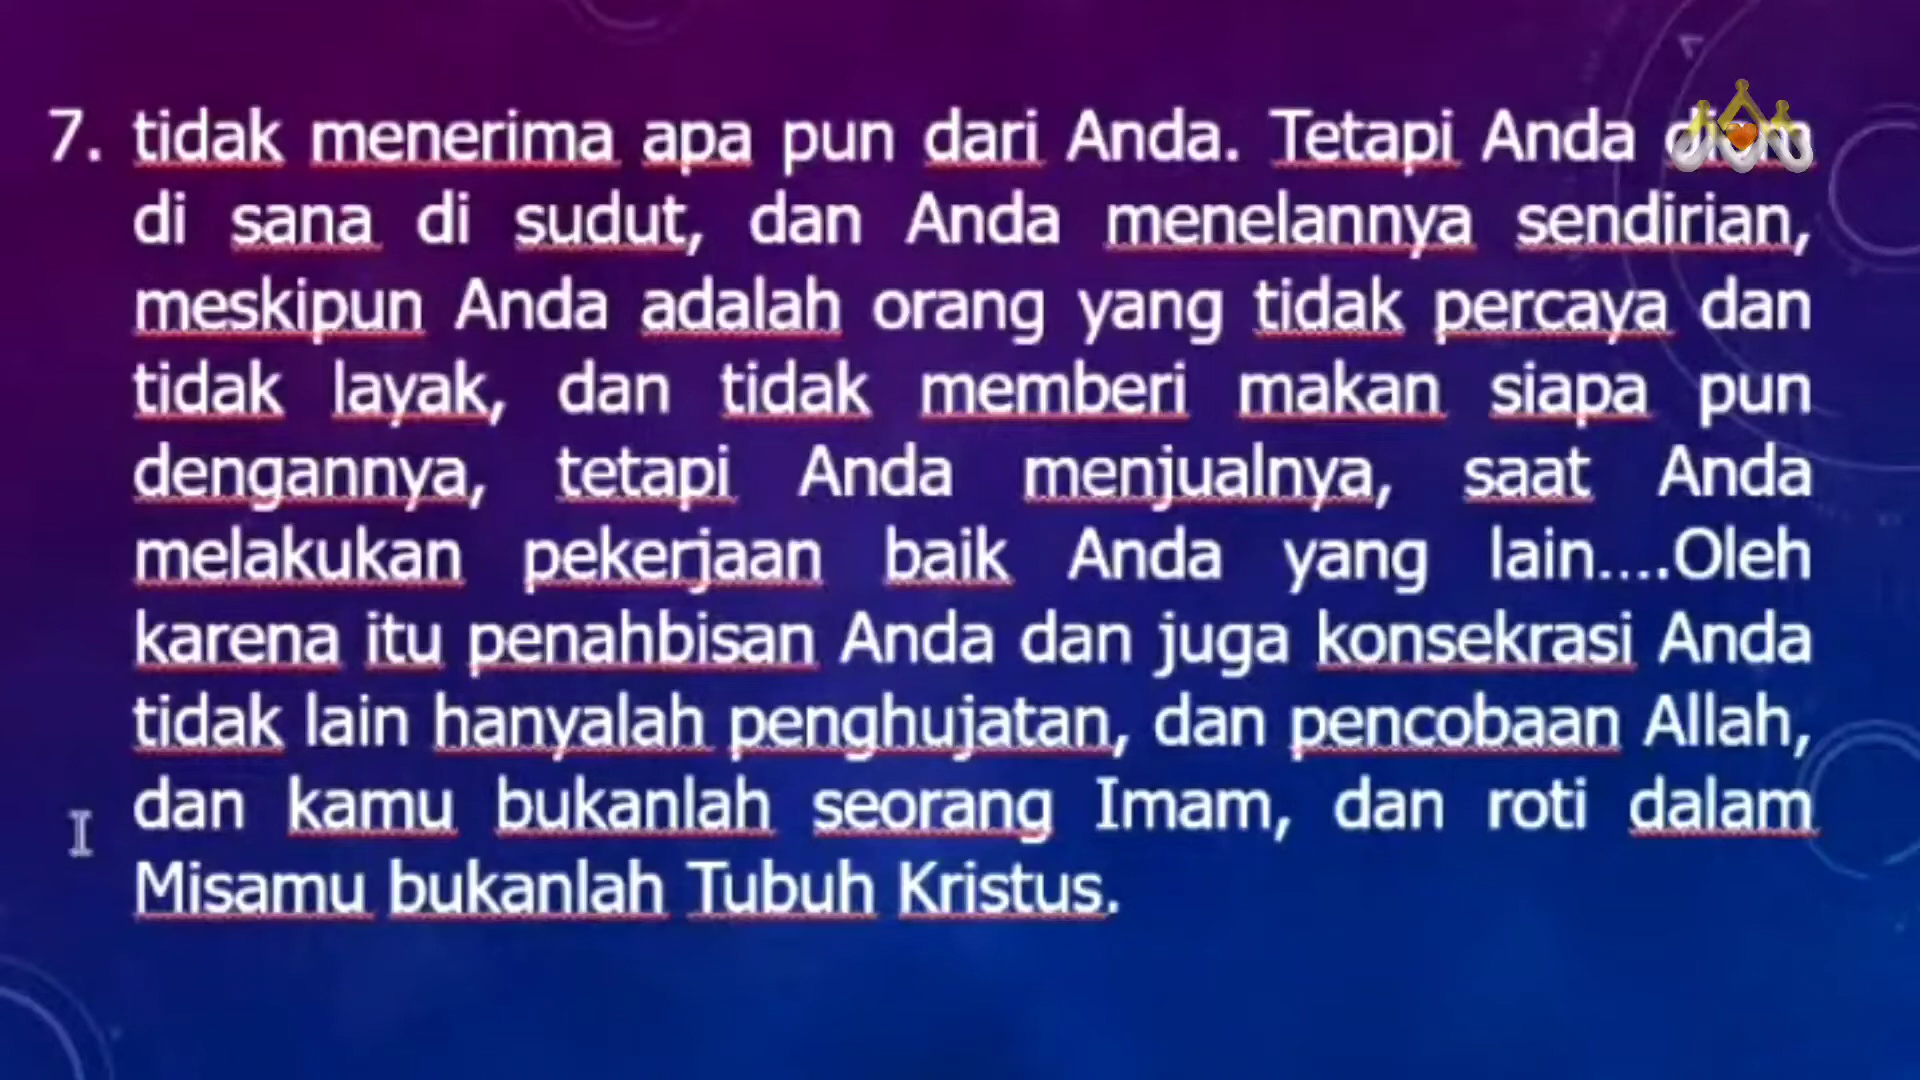 7. tidak menerima apa pun dari Anda. Tetapi Anda diam
di sana di sudut, dan Anda menelannya sendirian,
meskipun Anda adalah orang yang tidak percaya dan
tidak layak, dan tidak memberi makan siapa pun
dengannya, tetapi Anda menjualnya, saat Anda
melakukan pekerjaan baik Anda yang lain....Oleh
karena itu penahbisan Anda dan juga konsekrasi Anda
tidak lain hanyalah penghujatan, dan pencobaan Allah,
dan kamu bukanlah seorang Imam, dan roti dalam
Misamu bukanlah Tubuh Kristus.